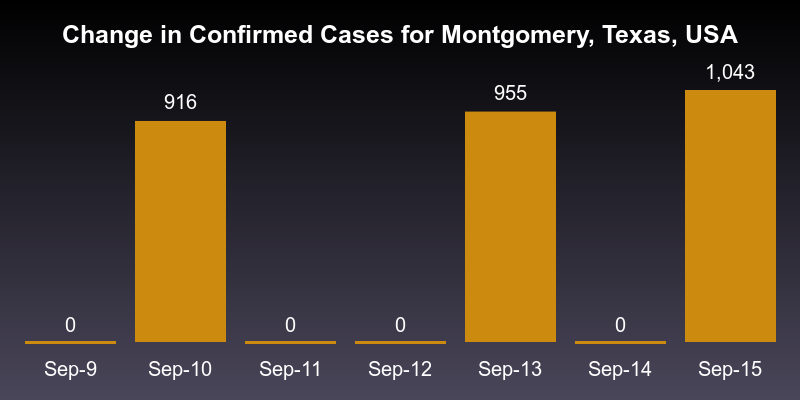 Change in Confirmed Cases for Montgomery, Texas, USA
1,043
955
916
0 0 0 0
Sep-9 Sep-10 Sep-11 Sep-12 Sep-13 Sep-14 Sep-15